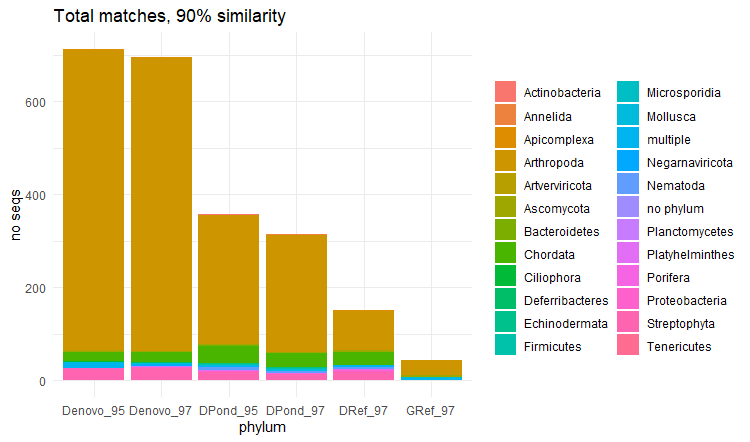 Total matches, 90% similarity
no seqs
600
400
200
0
Denovo_95 Denovo_97 DPond_95 DPond_97 DRef_97 GRef_97
phylum
Actinobacteria
Annelida
Apicomplexa
Arthropoda
Artverviricota
Ascomycota
Bacteroidetes
Chordata
Ciliophora
Deferribacteres
Echinodermata
Firmicutes
Microsporidia
Mollusca
multiple
Negarnaviricota
Nematoda
no phylum
Planctomycetes
Platyhelminthes
Porifera
Proteobacteria
Streptophyta
Tenericutes